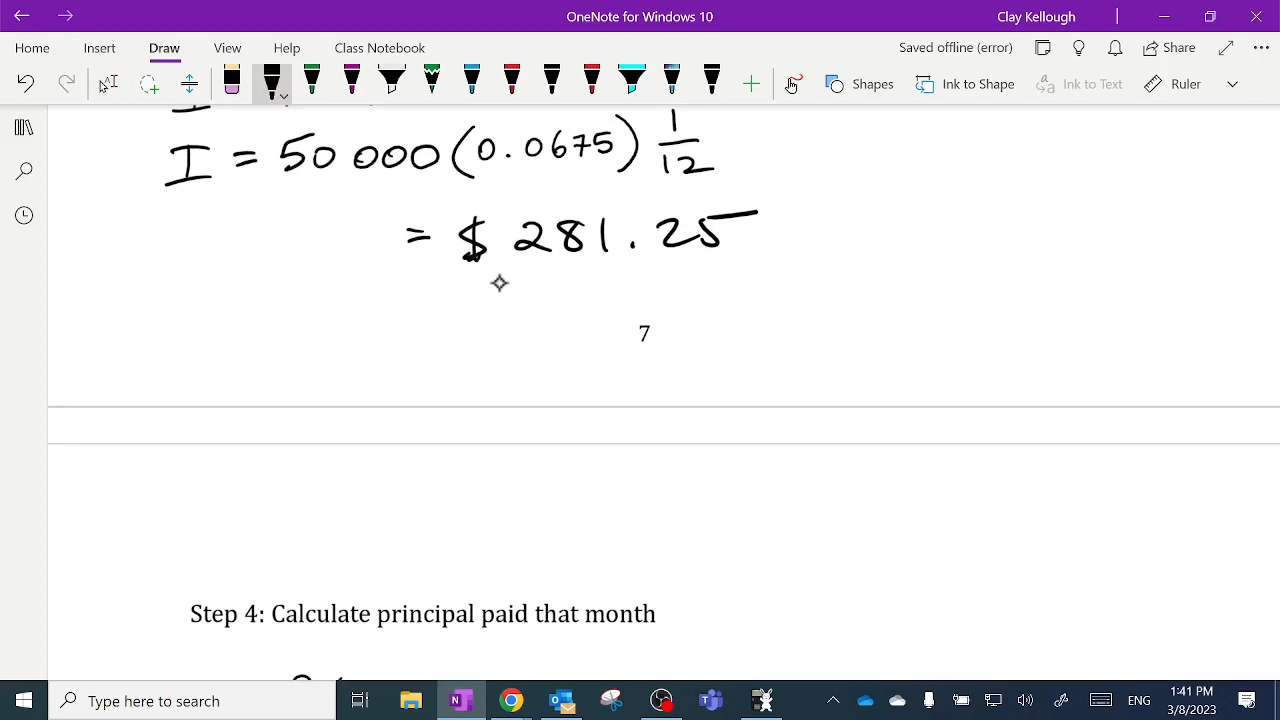 OneNote for Windows 10
Clay Kellough
Home Insert Draw View Help Class Notebook
Saved offline (error)
Share
Shapes
Ink to Shape
Ink to Text
Ruler
I = 50 000 (0.0675) 1/12
= $ 281.25
7
Step 4: Calculate principal paid that month
Type here to search
ENG
1:41 PM
3/8/2023